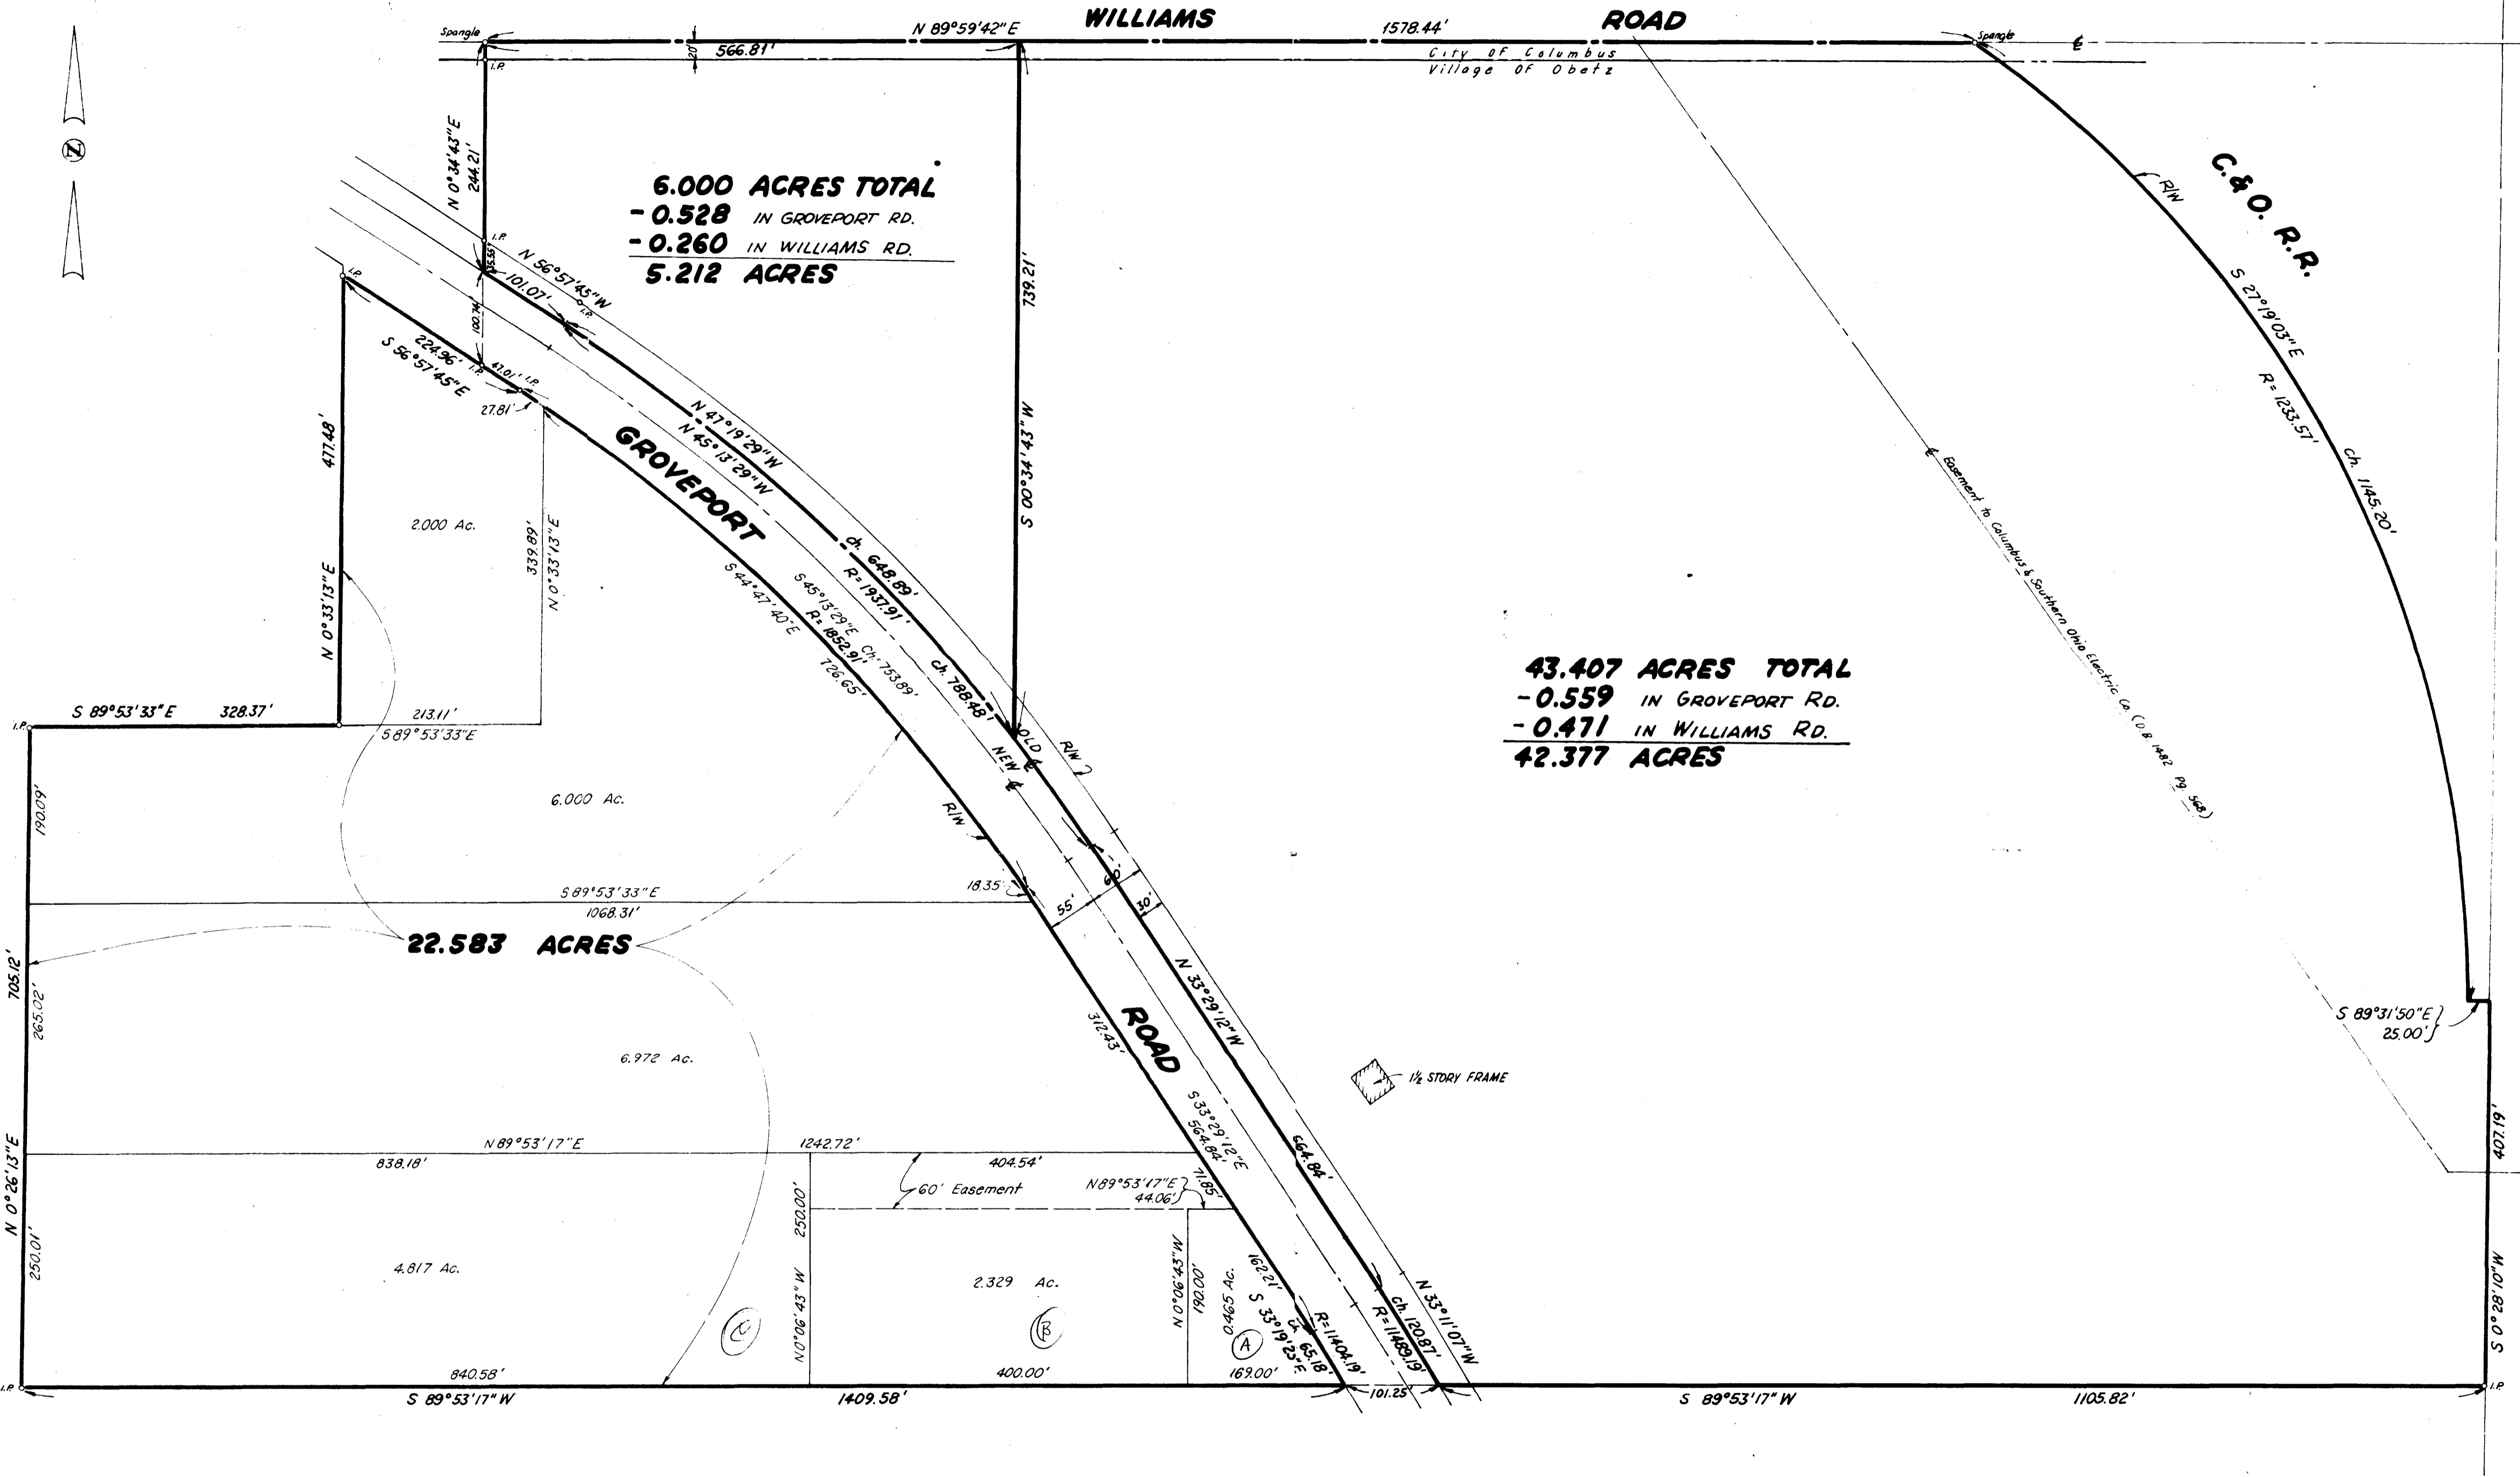 WILLIAMS ROAD
Spangle
N 89°59'42" E
1578.44'
Spangle
℄
566.81'
20'
City of Columbus
Village of Obetz
I.P.
N
N 0°34'43" E
244.21'
I.P.
35.55'
6.000 ACRES TOTAL
- 0.528 IN GROVEPORT RD.
- 0.260 IN WILLIAMS RD.
5.212 ACRES
R/W
C. & O. R.R.
S 27°19'03" E
R= 1233.57'
Ch. 1145.20'
N 56°57'45" W
101.07'
I.P.
100.74'
I.P.
224.96'
S 56°57'45" E
I.P.
47.01'
I.P.
27.81'
739.21'
S 00°34'43" W
N 47°19'29" W
N 45°13'29" W
GROVEPORT
477.48'
N 0°33'13" E
2.000 Ac.
339.89'
N 0°33'13" E
ch. 648.89'
R= 1937.91'
S 44°47'40" E
726.65'
S 45°13'29" E
R= 1852.91'
Ch. 753.89'
ch. 788.48'
℄ Easement to Columbus & Southern Ohio Electric Co. (D.B. 1482 Pg. 568)
43.407 ACRES TOTAL
- 0.559 IN GROVEPORT RD.
- 0.471 IN WILLIAMS RD.
42.377 ACRES
I.P.
S 89°53'33" E 328.37'
213.11'
S 89°53'33" E
OLD ℄
NEW ℄
R/W
R/W
190.09'
6.000 Ac.
18.35'
S 89°53'33" E
1068.31'
60'
55'
30'
22.583 ACRES
705.12'
265.02'
N 33°29'12" W
ROAD
312.43'
S 89°31'50" E
25.00'
6.972 Ac.
1½ STORY FRAME
S 33°29'12" E
564.84'
564.84'
407.19'
N 0°26'13" E
N 89°53'17" E 1242.72'
838.18'
404.54'
60' Easement
N 89°53'17" E
44.06'
71.85'
250.00'
N 0°06'43" W
250.01'
4.817 Ac.
2.329 Ac.
N 0°06'43" W
190.00'
0.465 Ac.
162.21'
S 33°19'23" E
ch. 65.18'
R= 11404.19'
ch. 120.87'
R= 11489.19'
N 33°11'07" W
S 0°28'10" W
C
B
A
840.58'
400.00'
169.00'
I.P.
S 89°53'17" W
1409.58'
101.25'
S 89°53'17" W
1105.82'
I.P.